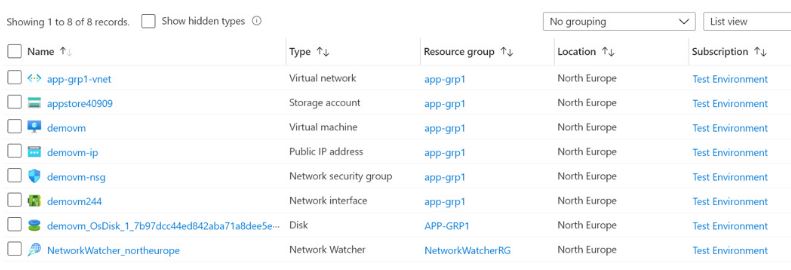 Showing 1 to 8 of 8 records. Show hidden types No grouping List view
Name Type Resource group Location Subscription
app-grp1-vnet Virtual network app-grp1 North Europe Test Environment
appstore40909 Storage account app-grp1 North Europe Test Environment
demovm Virtual machine app-grp1 North Europe Test Environment
demovm-ip Public IP address app-grp1 North Europe Test Environment
demovm-nsg Network security group app-grp1 North Europe Test Environment
demovm244 Network interface app-grp1 North Europe Test Environment
demovm_OsDisk_1_7b97dcc44ed842aba71a8dee5e··· Disk APP-GRP1 North Europe Test Environment
NetworkWatcher_northeurope Network Watcher NetworkWatcherRG North Europe Test Environment